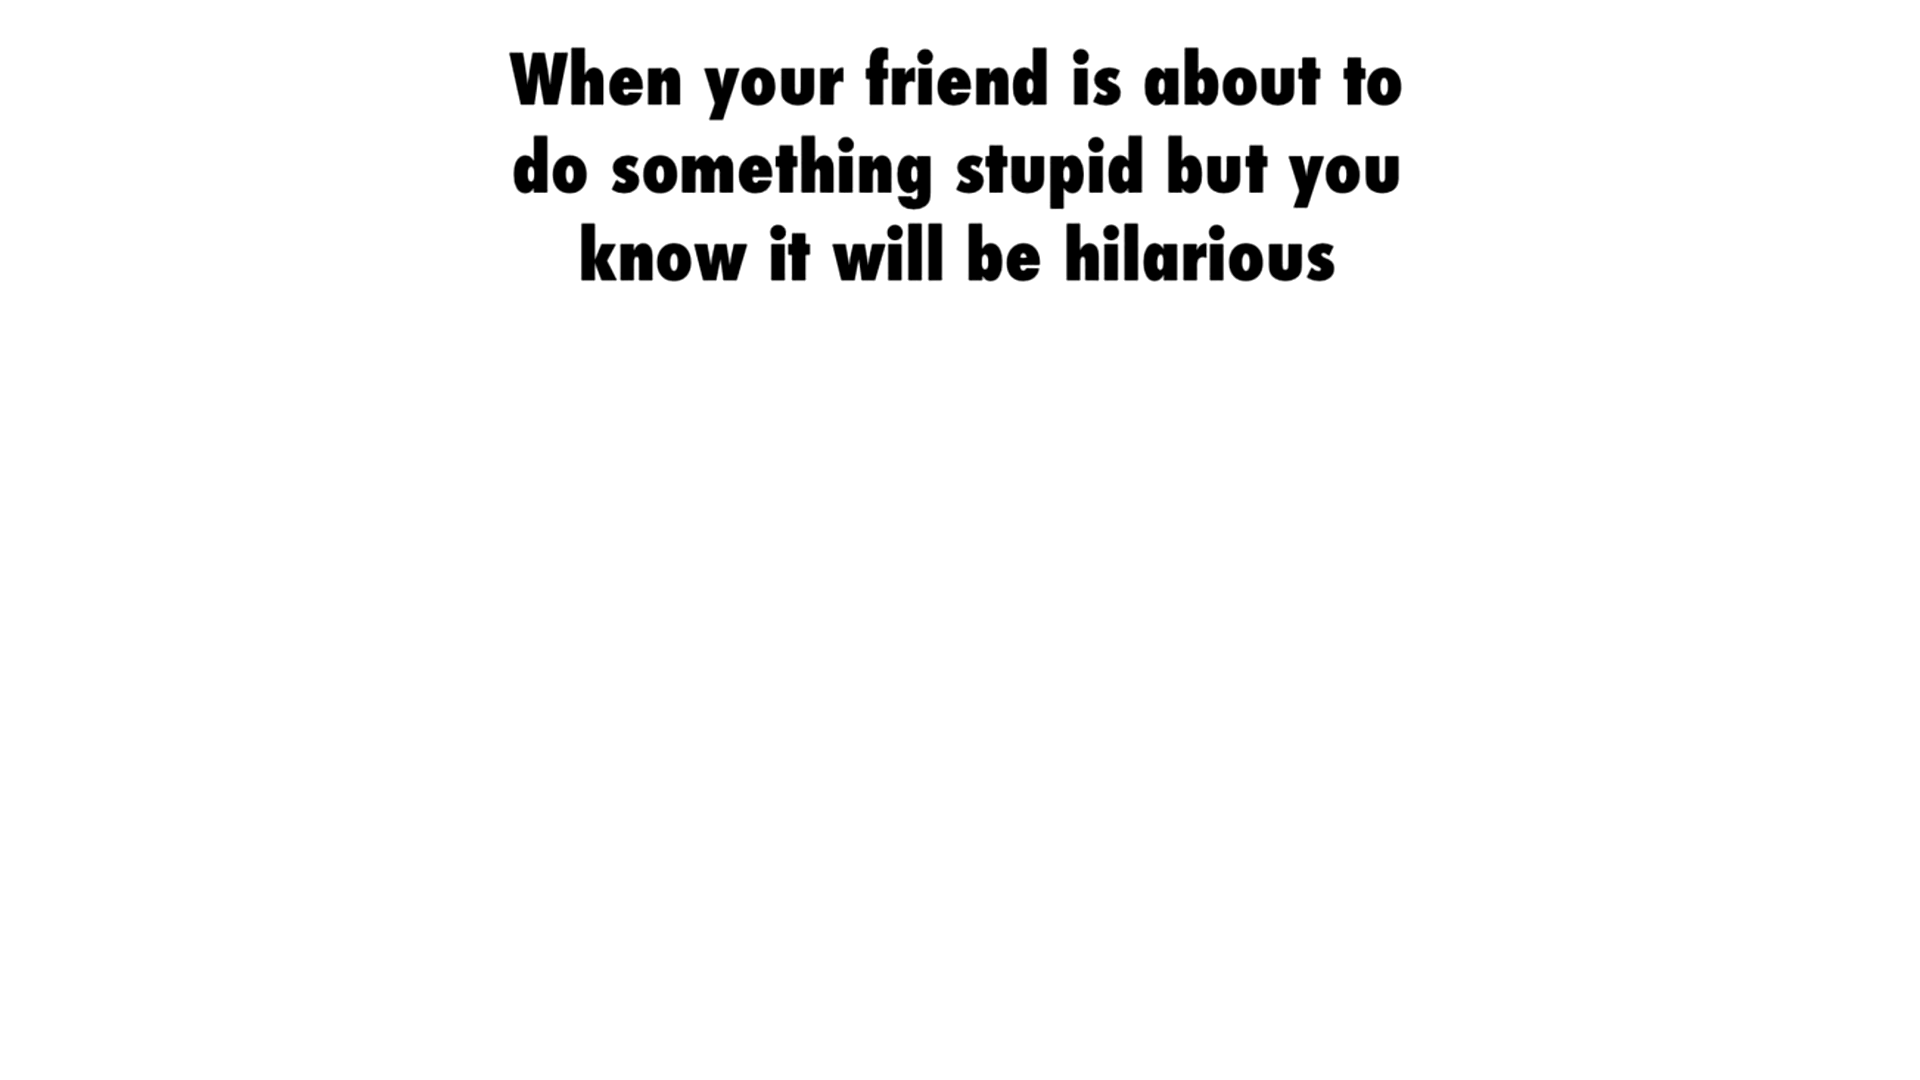 When your friend is about to
do something stupid but you
know it will be hilarious